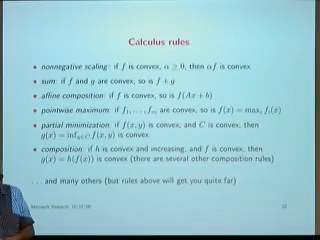 Calculus rules
• nonnegative scaling: if f is convex, α ≥ 0, then αf is convex
• sum: if f and g are convex, so is f + g
• affine composition: if f is convex, so is f(Ax + b)
• pointwise maximum: if f₁, . . . , fₘ are convex, so is f(x) = maxᵢ fᵢ(x)
• partial minimization: if f(x, y) is convex, and C is convex, then
g(x) = inf_{y∈C} f(x, y) is convex
• composition: if h is convex and increasing, and f is convex, then
g(x) = h(f(x)) is convex (there are several other composition rules)
. . . and many others (but rules above will get you quite far)
Microsoft Research,